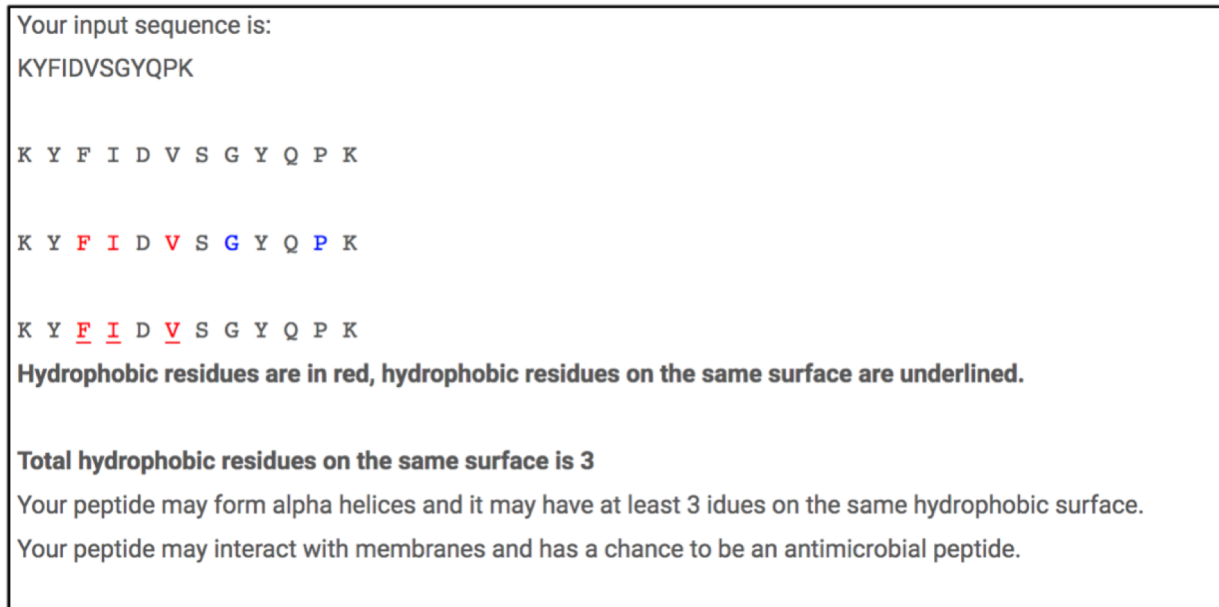 Your input sequence is:
KYFIDVSGYQPK
K Y F I D V S G Y Q P K
K Y F I D V S G Y Q P K
K Y F I D V S G Y Q P K
Hydrophobic residues are in red, hydrophobic residues on the same surface are underlined.
Total hydrophobic residues on the same surface is 3
Your peptide may form alpha helices and it may have at least 3 idues on the same hydrophobic surface.
Your peptide may interact with membranes and has a chance to be an antimicrobial peptide.